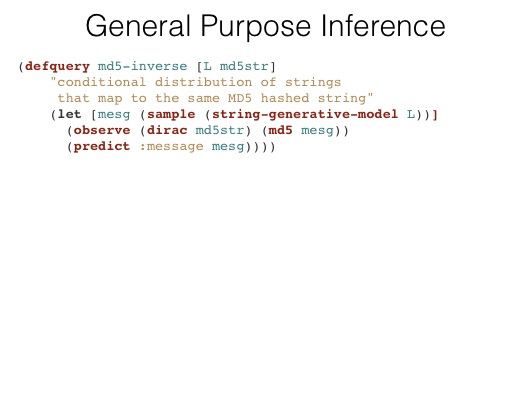 General Purpose Inference
(defquery md5-inverse [L md5str]
"conditional distribution of strings
that map to the same MD5 hashed string"
(let [mesg (sample (string-generative-model L))]
(observe (dirac md5str) (md5 mesg))
(predict :message mesg))))